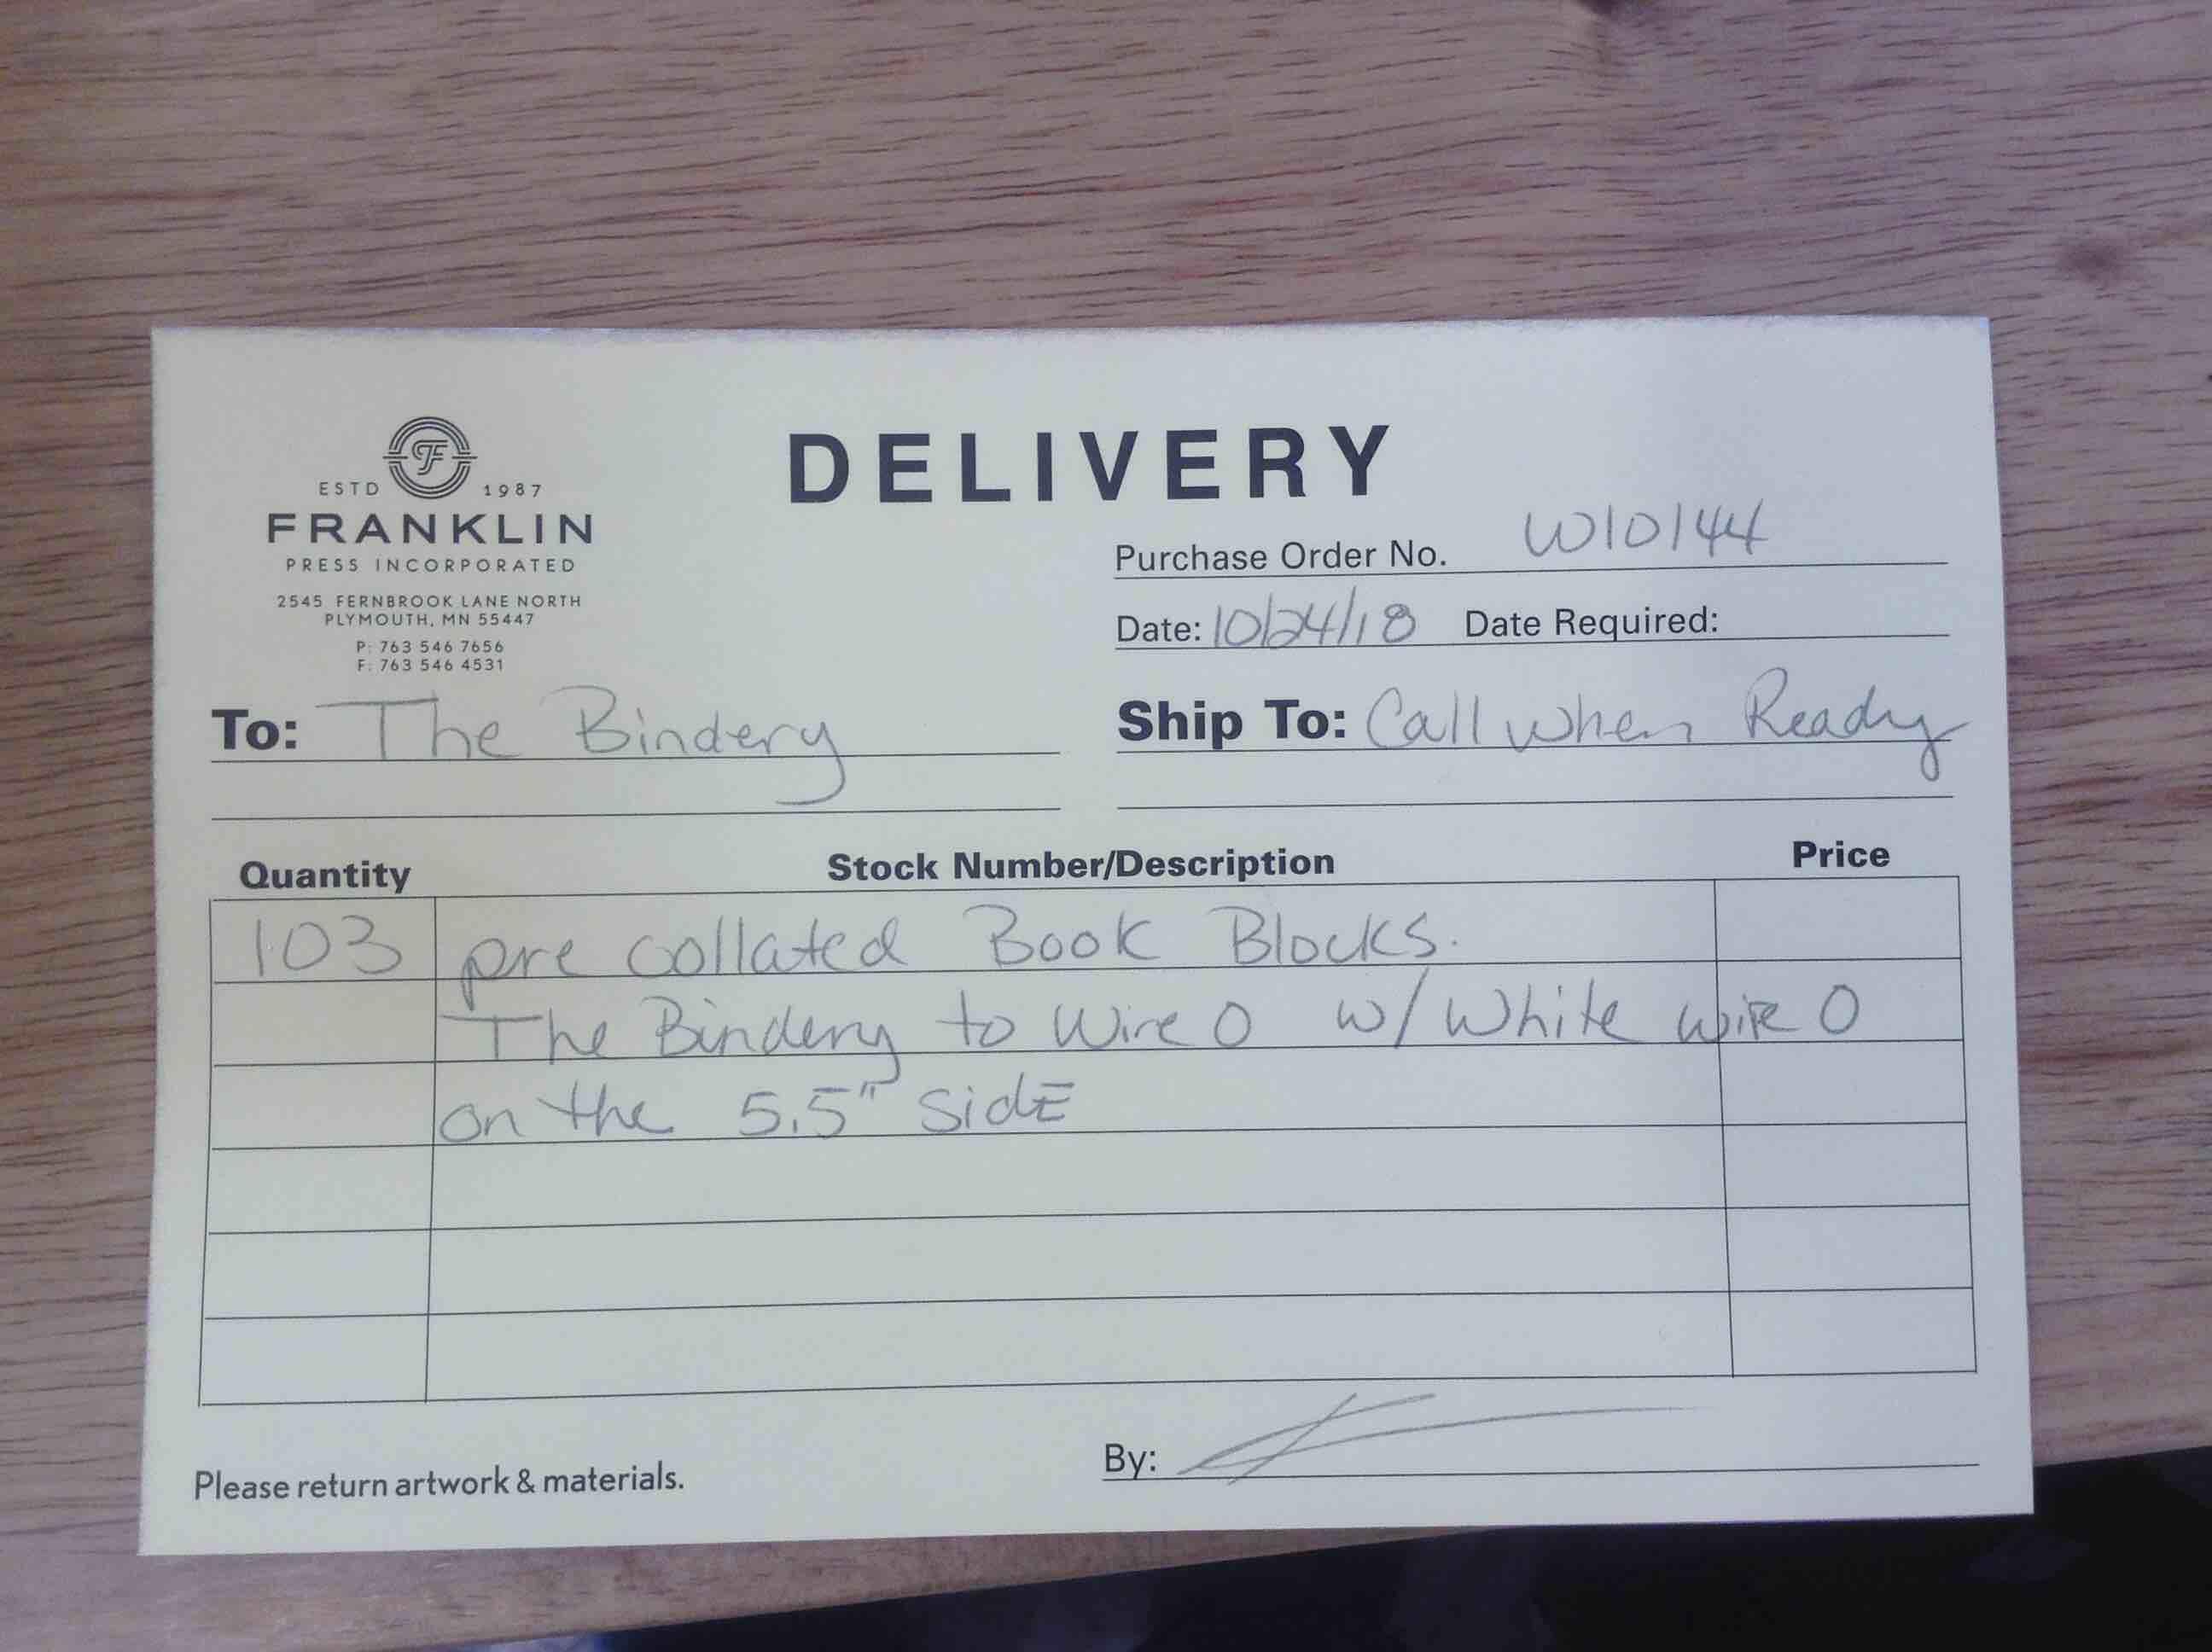 ESTD 1987
FRANKLIN
PRESS INCORPORATED
2545 FERNBROOK LANE NORTH
PLYMOUTH, MN 55447
P: 763 546 7656
F: 763 546 4531
DELIVERY
Purchase Order No. W10144
Date: 10/24/18 Date Required:
To: The Bindery
Ship To: Call when Ready
Quantity Stock Number/Description Price
103 pre collated Book Blocks.
The Bindery to Wire O w/ White wire O
on the 5.5" side
Please return artwork & materials.
By: